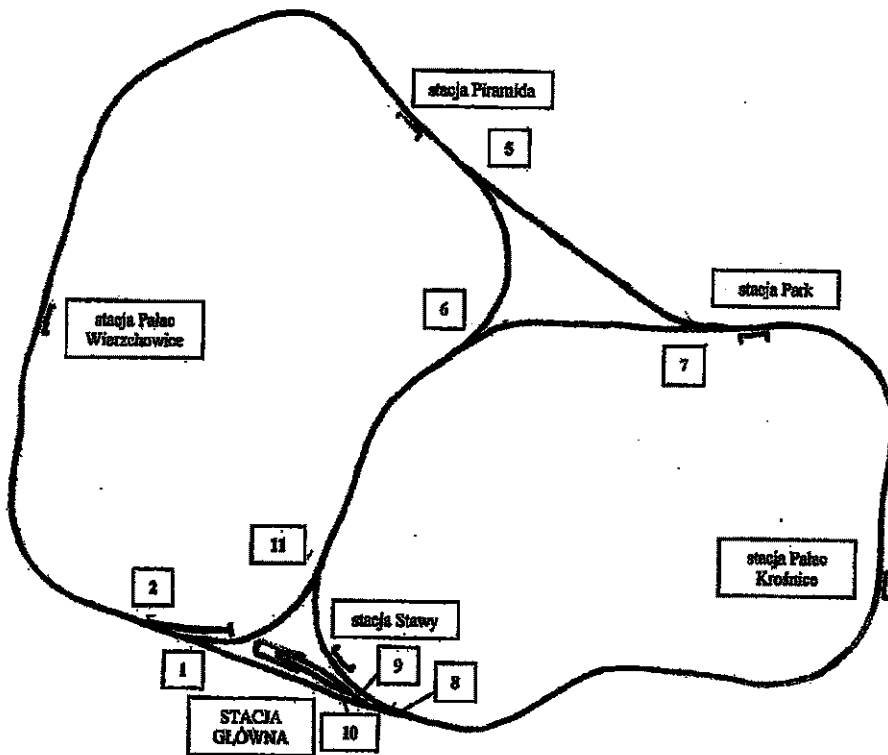 stacja Piramida
5
stacja Park
6
stacja Pałac
Wierzchowice
7
11
stacja Pałac
Krośnice
2
stacja Stawy
9
8
1
STACJA
GŁÓWNA
10